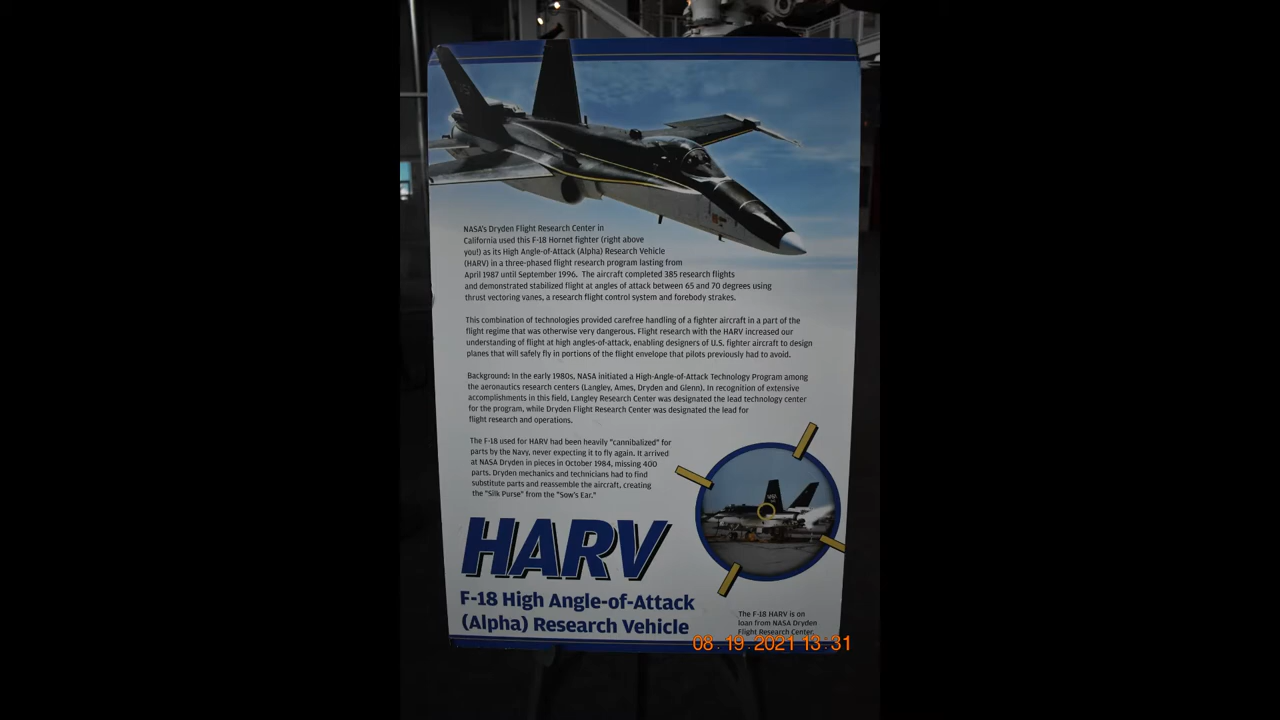 NASA's Dryden Flight Research Center in
California used this F-18 Hornet fighter (right above
you!) as its High Angle-of-Attack (Alpha) Research Vehicle
(HARV) in a three-phased flight research program lasting from
April 1987 until September 1996. The aircraft completed 385 research flights
and demonstrated stabilized flight at angles of attack between 65 and 70 degrees using
thrust vectoring vanes, a research flight control system and forebody strakes.
This combination of technologies provided carefree handling of a fighter aircraft in a part of the
flight regime that was otherwise very dangerous. Flight research with the HARV increased our
understanding of flight at high angles-of-attack, enabling designers of U.S. fighter aircraft to design
planes that will safely fly in portions of the flight envelope that pilots previously had to avoid.
Background: In the early 1980s, NASA initiated a High-Angle-of-Attack Technology Program among
the aeronautics research centers (Langley, Ames, Dryden and Glenn). In recognition of extensive
accomplishments in this field, Langley Research Center was designated the lead technology center
for the program, while Dryden Flight Research Center was designated the lead for
flight research and operations.
The F-18 used for HARV had been heavily "cannibalized" for
parts by the Navy, never expecting it to fly again. It arrived
at NASA Dryden in pieces in October 1984, missing 400
parts. Dryden mechanics and technicians had to find
substitute parts and reassemble the aircraft, creating
the "Silk Purse" from the "Sow's Ear."
HARV
F-18 High Angle-of-Attack
(Alpha) Research Vehicle
The F-18 HARV is on
loan from NASA Dryden
Flight Research Center.
08.19.2021 13:31